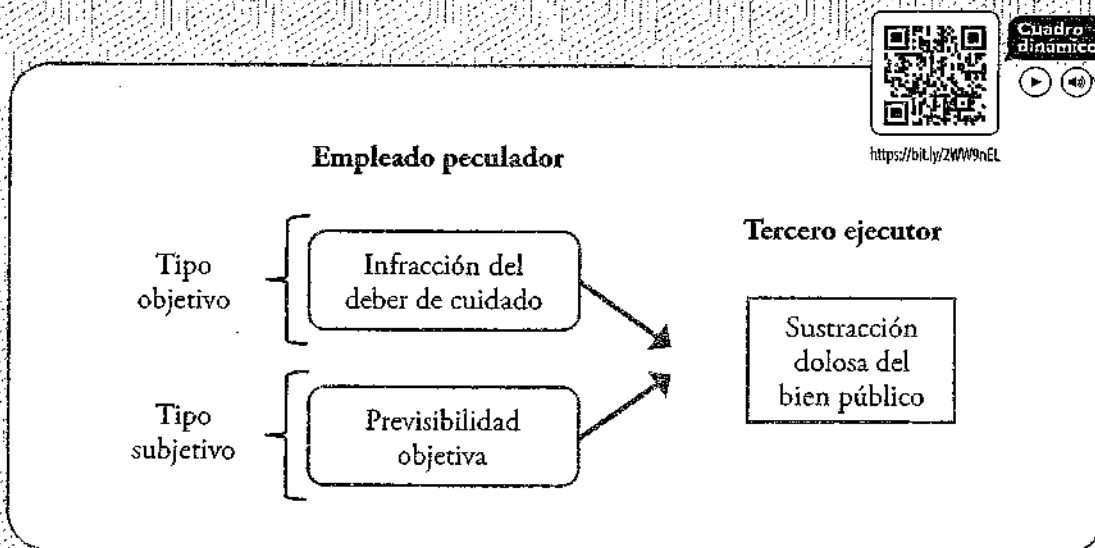 Cuadro
dinámico
https://bit.ly/2WW9nEL
Empleado peculador
Tercero ejecutor
Tipo
objetivo
Infracción del
deber de cuidado
Sustracción
dolosa del
bien público
Tipo
subjetivo
Previsibilidad
objetiva